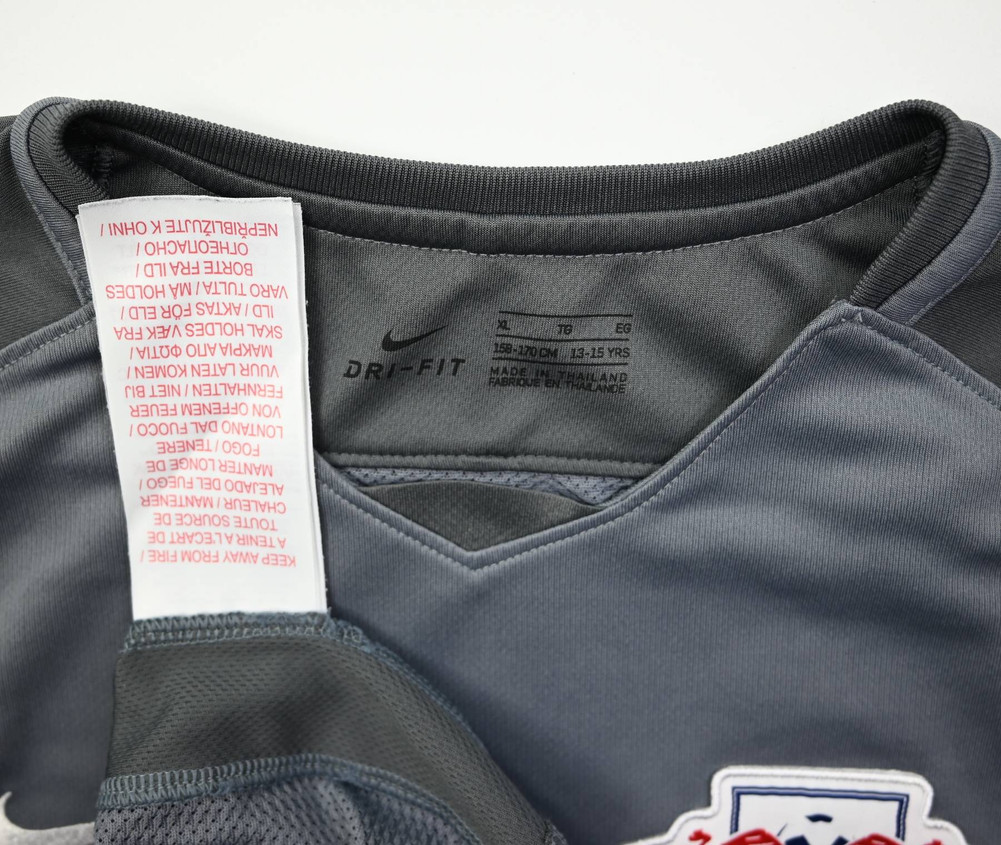 KEEP AWAY FROM FIRE /
A TENIR A L'ECART DE
TOUTE SOURCE DE
CHALEUR / MANTENER
ALEJADO DEL FUEGO /
MANTER LONGE DE
FOGO / TENERE
LONTANO DAL FUOCO /
VON OFFENEM FEUER
FERNHALTEN / NIET BIJ
VUUR LATEN KOMEN /
ΜΑΚΡΙΑ ΑΠΟ ΦΩΤΙΑ /
SKAL HOLDES VÆK FRA
ILD / AKTAS FÖR ELD /
VARO TULTA / MÅ HOLDES
BORTE FRA ILD /
ОГНЕОПАСНО /
NEPŘIBLIŽUJTE K OHNI /
DRI-FIT
XL TG EG
158-170 CM 13-15 YRS
MADE IN THAILAND
FABRIQUE EN THAILANDE